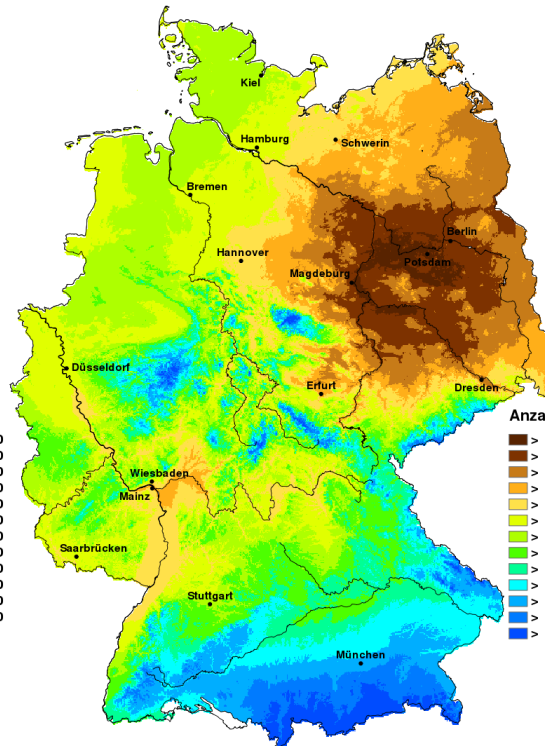 Kiel
Hamburg
Schwerin
Bremen
Berlin
Hannover
Potsdam
Magdeburg
Düsseldorf
Erfurt
Dresden
Anza
>
>
Wiesbaden
>
Mainz
>
>
>
Saarbrücken
>
>
>
Stuttgart
>
>
>
München